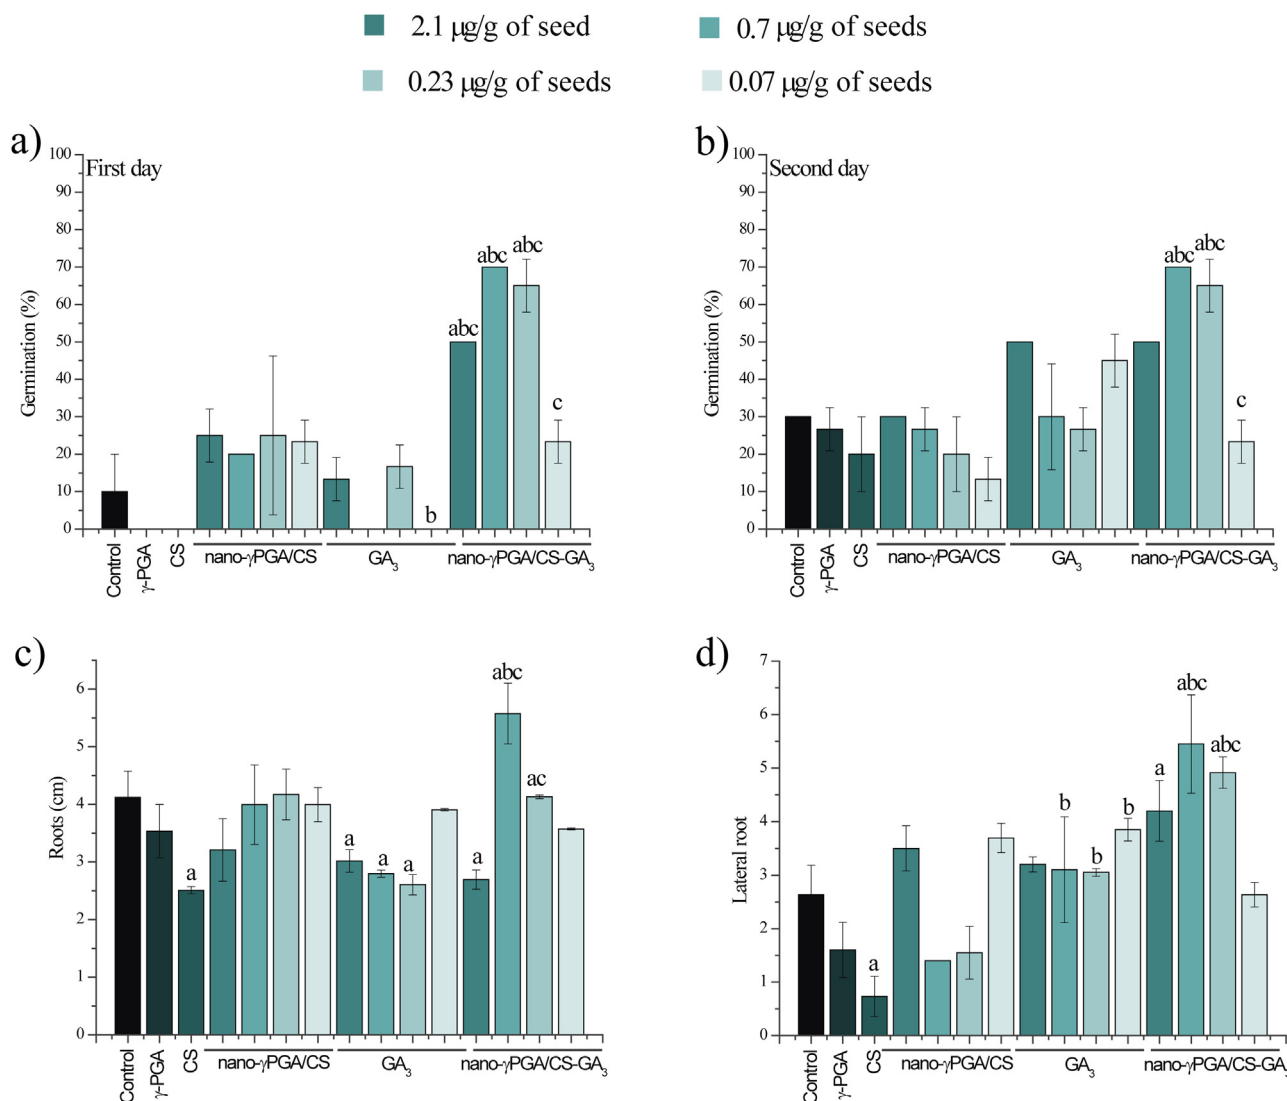 2.1 µg/g of seed
0.7 µg/g of seeds
0.23 µg/g of seeds
0.07 µg/g of seeds
a)
First day
Germination (%)
100
90
80
70
60
50
40
30
20
10
0
abc
abc
abc
c
b
Control
γ-PGA
CS
nano-γPGA/CS
GA3
nano-γPGA/CS-GA3
b)
Second day
Germination (%)
100
90
80
70
60
50
40
30
20
10
0
abc
abc
c
Control
γ-PGA
CS
nano-γPGA/CS
GA3
nano-γPGA/CS-GA3
c)
Roots (cm)
6
5
4
3
2
1
0
a
a
a
a
a
abc
ac
Control
γ-PGA
CS
nano-γPGA/CS
GA3
nano-γPGA/CS-GA3
d)
Lateral root
7
6
5
4
3
2
1
0
a
b
b
b
a
abc
abc
Control
γ-PGA
CS
nano-γPGA/CS
GA3
nano-γPGA/CS-GA